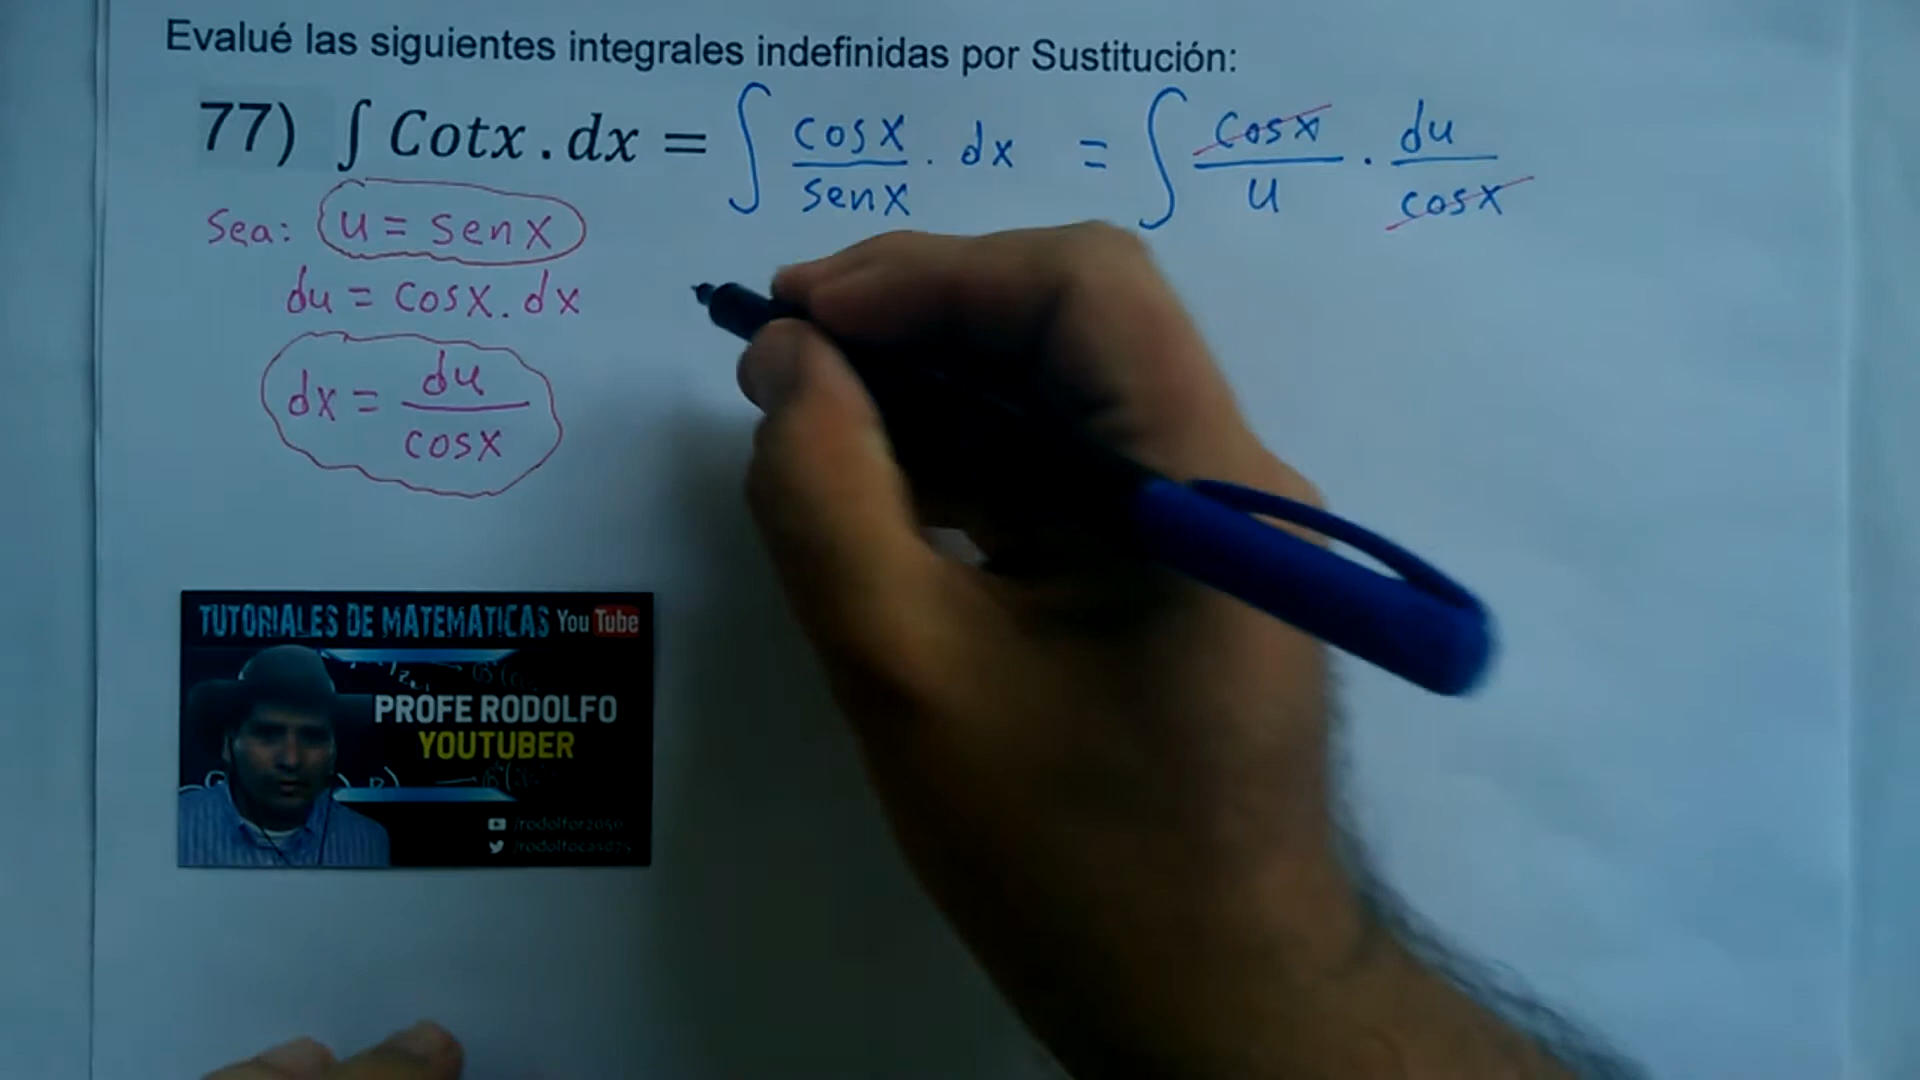 Evalué las siguientes integrales indefinidas por Sustitución:
77) ∫ Cotx . dx = ∫ cosx/senx . dx = ∫ cosx/u . du/cosx
Sea: u = senx
du = cosx . dx
dx = du/cosx
TUTORIALES DE MATEMATICAS YouTube
PROFE RODOLFO
YOUTUBER